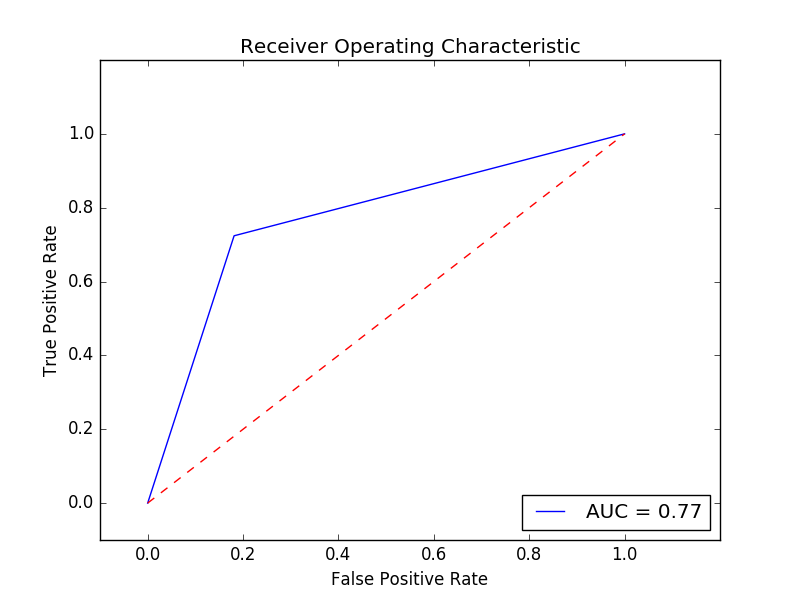 Receiver Operating Characteristic
True Positive Rate
1.0
0.8
0.6
0.4
0.2
0.0
AUC = 0.77
0.0 0.2 0.4 0.6 0.8 1.0
False Positive Rate